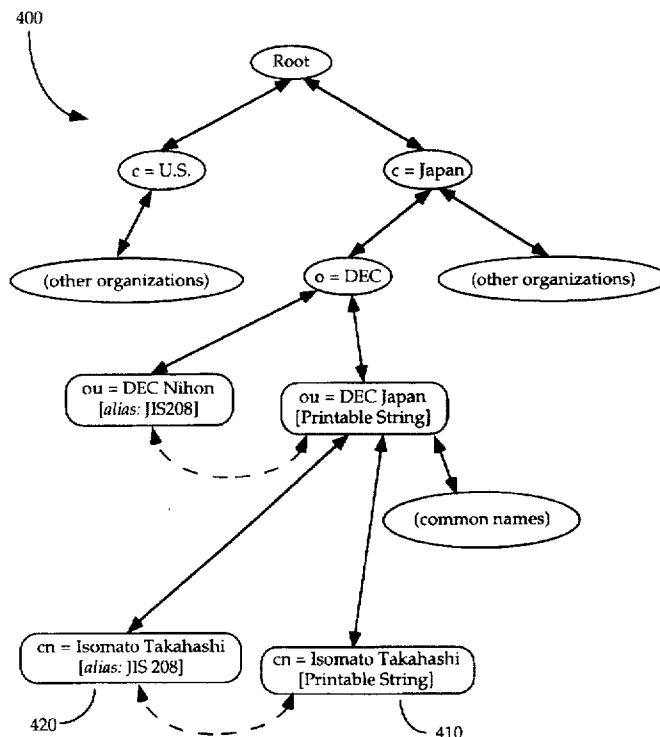 400
Root
c = U.S.
c = Japan
(other organizations)
o = DEC
(other organizations)
ou = DEC Nihon
[alias: JIS208]
ou = DEC Japan
[Printable String]
(common names)
cn = Isomato Takahashi
[alias: JIS 208]
cn = Isomato Takahashi
[Printable String]
420
410